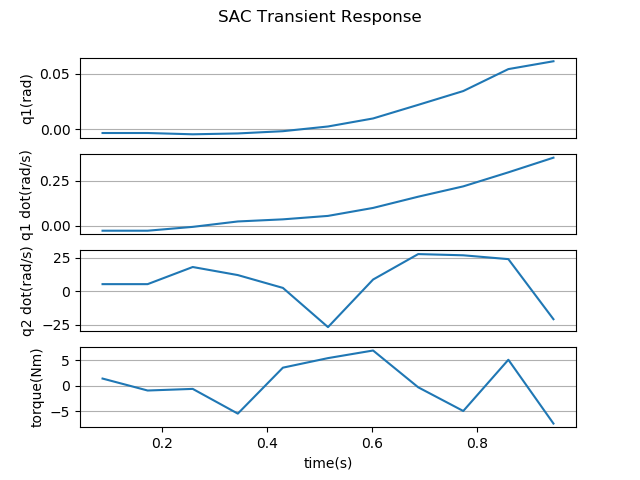 SAC Transient Response
q1(rad)
0.05
0.00
q1 dot(rad/s)
0.25
0.00
q2 dot(rad/s)
25
0
−25
torque(Nm)
5
0
−5
0.2 0.4 0.6 0.8
time(s)